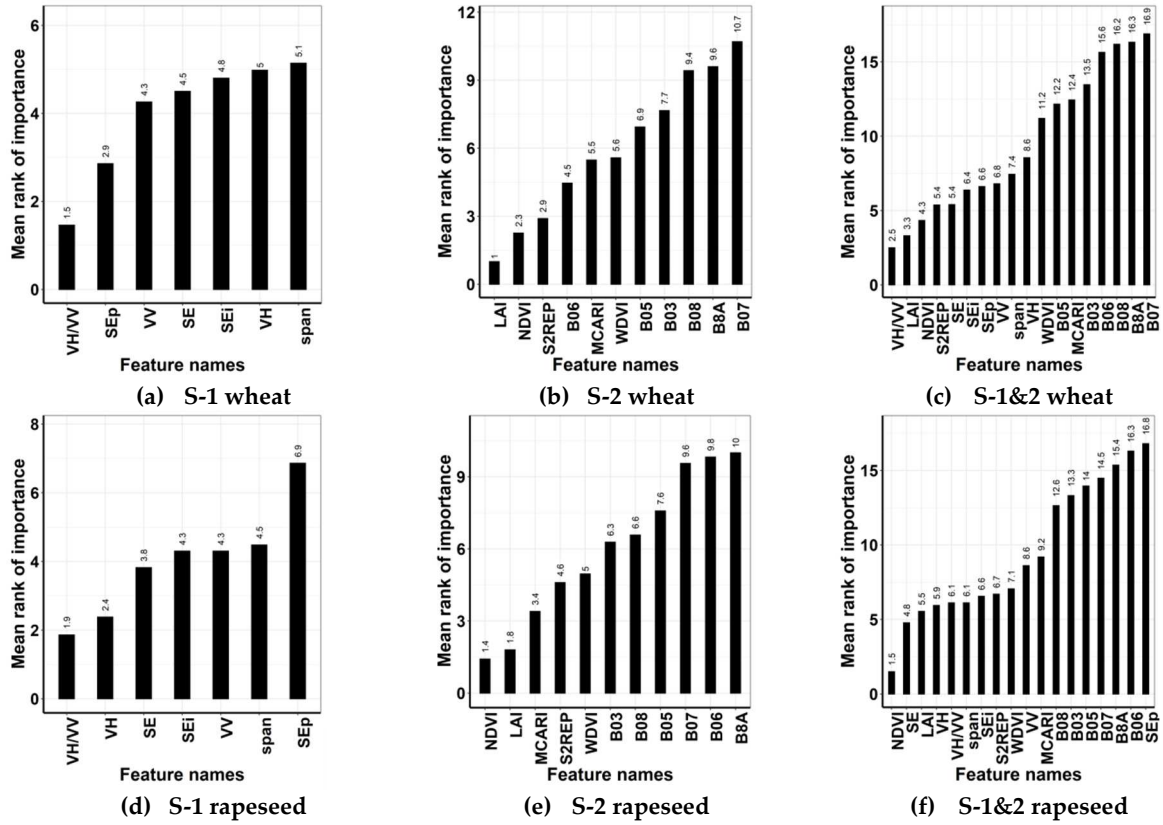 Mean rank of importance
6
4
2
0
1.5
2.9
4.3
4.5
4.8
5
5.1
VH/VV
SEp
VV
SE
SEi
VH
span
Feature names
(a) S-1 wheat
Mean rank of importance
12
9
6
3
0
1
2.3
2.9
4.5
5.5
5.6
6.9
7.7
9.4
9.6
10.7
LAI
NDVI
S2REP
B06
MCARI
WDVI
B05
B03
B08
B8A
B07
Feature names
(b) S-2 wheat
Mean rank of importance
15
10
5
0
2.5
3.3
4.3
5.4
5.4
6.4
6.6
6.8
7.4
8.6
11.2
12.2
12.4
13.5
15.6
16.2
16.3
16.9
VH/VV
LAI
NDVI
S2REP
SE
SEi
SEp
VV
span
VH
WDVI
B05
MCARI
B03
B06
B08
B8A
B07
Feature names
(c) S-1&2 wheat
Mean rank of importance
8
6
4
2
0
1.9
2.4
3.8
4.3
4.3
4.5
6.9
VH/VV
VH
SE
SEi
VV
span
SEp
Feature names
(d) S-1 rapeseed
Mean rank of importance
9
6
3
0
1.4
1.8
3.4
4.6
5
6.3
6.6
7.6
9.6
9.8
10
NDVI
LAI
MCARI
S2REP
WDVI
B03
B08
B05
B07
B06
B8A
Feature names
(e) S-2 rapeseed
Mean rank of importance
15
10
5
0
1.5
4.8
5.5
5.9
6.1
6.1
6.6
6.7
7.1
8.6
9.2
12.6
13.3
14
14.5
15.4
16.3
16.8
NDVI
SE
LAI
VH
VH/VV
span
SEi
S2REP
WDVI
VV
MCARI
B08
B03
B05
B07
B8A
B06
SEp
Feature names
(f) S-1&2 rapeseed